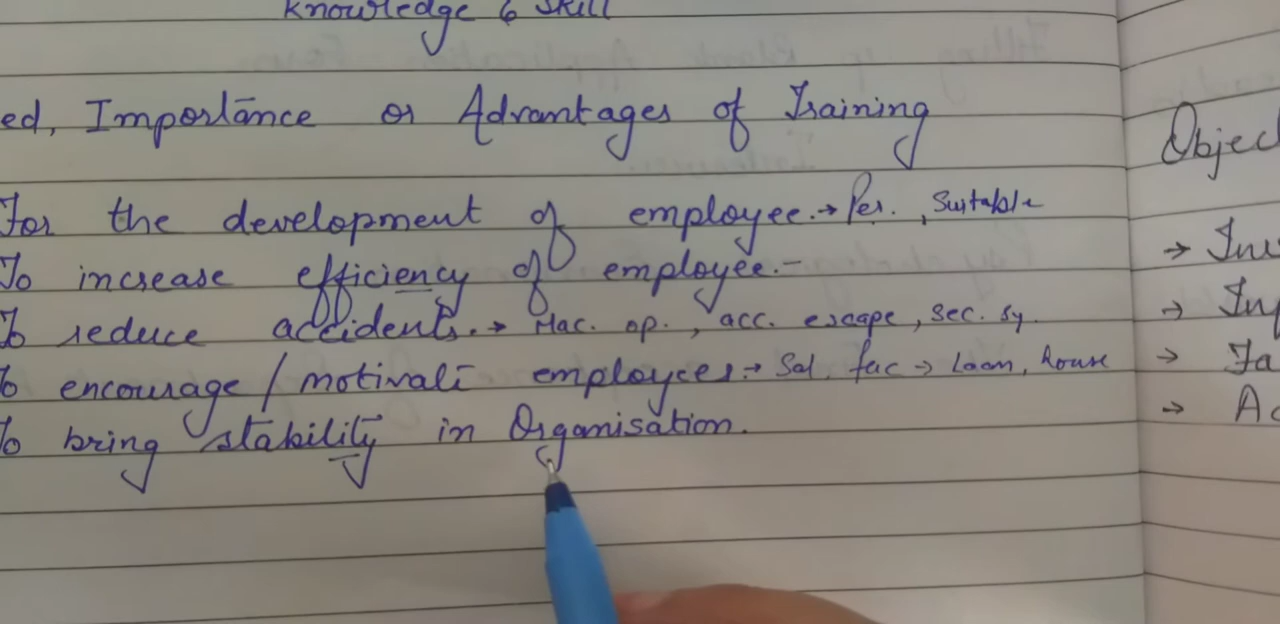 Knowledge & Skill
ed, Importance or Advantages of Training
For the development of employee.→ Per., Suitable
To increase efficiency of employee.-
To reduce accidents.→ Mac. op., acc. escape, sec. sy.
To encourage/motivate employees:→ Sal, fac → Loan, house
To bring stability in Organisation.
Objec
→ In
→ Im
→ Fa
→ Ac